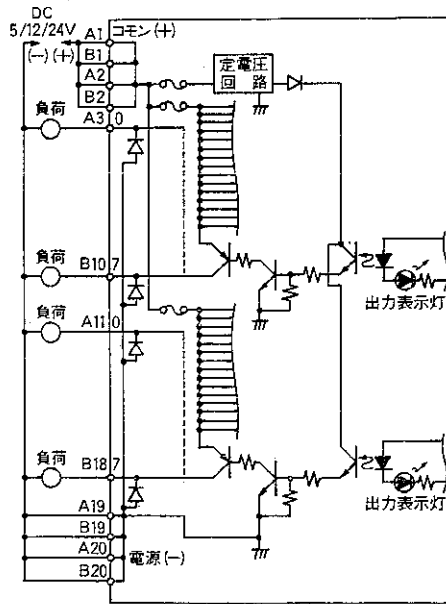 DC
5/12/24V
(−) (+)
A1 コモン(+)
B1
A2
B2
定電圧
回路
負荷
A3 0
負荷
B10 7
出力表示灯
負荷
A11 0
負荷
B18 7
出力表示灯
A19
B19
A20
電源(−)
B20